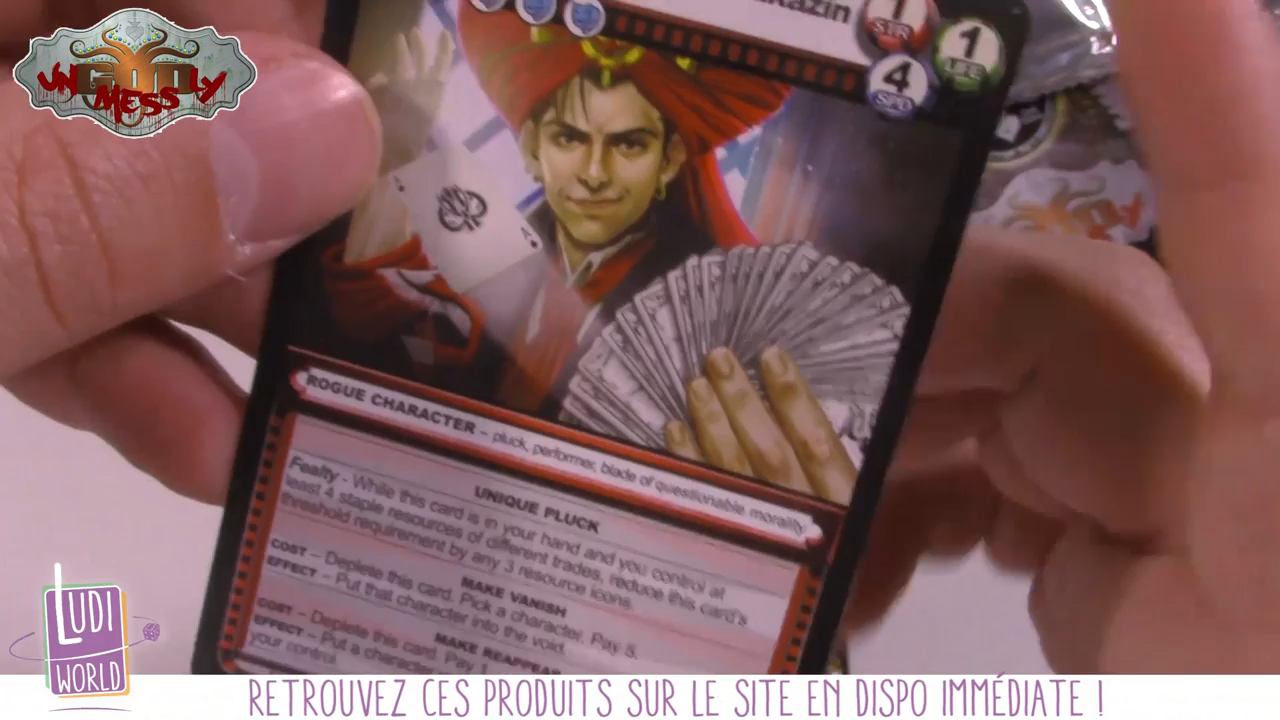 UNGODLY
MESS
1
STR
1
LIFE
4
SPD
A
ROGUE CHARACTER – pluck, performer, blade of questionable morality
UNIQUE PLUCK
Fealty - While this card is in your hand and you control at
least 4 staple resources of different trades, reduce this card's
threshold requirement by any 3 resource icons.
MAKE VANISH
COST – Deplete this card. Pick a character. Pay 5.
EFFECT – Put that character into the void.
MAKE REAPPEAR
COST – Deplete this card. Pay 1
EFFECT – Put a character
your control.
LUDI
WORLD
RETROUVEZ CES PRODUITS SUR LE SITE EN DISPO IMMÉDIATE !